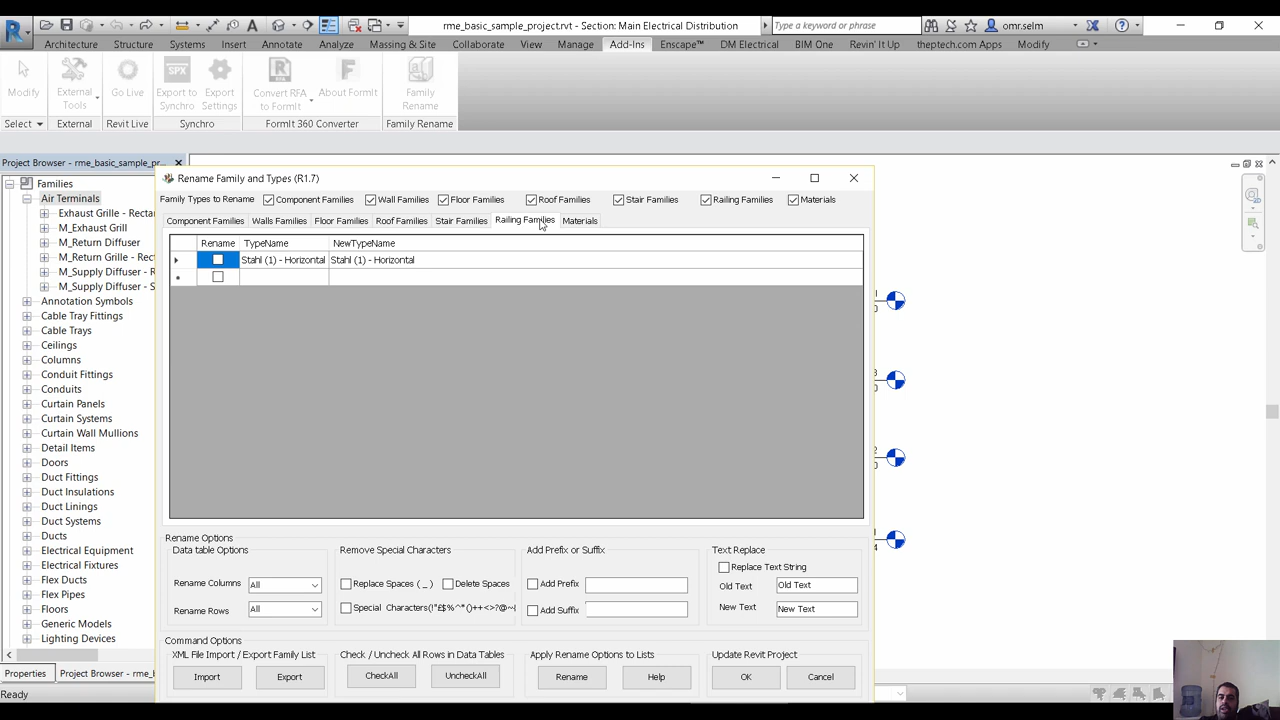 rme_basic_sample_project.rvt - Section: Main Electrical Distribution
Type a keyword or phrase
omr.selm
Architecture Structure Systems Insert Annotate Analyze Massing & Site Collaborate View Manage Add-Ins Enscape™ DM Electrical BIM One Revin' It Up theptech.com Apps Modify
Modify
External Tools
Go Live
Export to Synchro
Export Settings
Convert RFA to FormIt
About FormIt
Family Rename
Select External Revit Live Synchro FormIt 360 Converter Family Rename
Project Browser - rme_basic_sample_pr...
Families
Air Terminals
Exhaust Grille - Recta
M_Exhaust Grill
M_Return Diffuser
M_Return Grille - Rec
M_Supply Diffuser - 
M_Supply Diffuser - S
Annotation Symbols
Cable Tray Fittings
Cable Trays
Ceilings
Columns
Conduit Fittings
Conduits
Curtain Panels
Curtain Systems
Curtain Wall Mullions
Detail Items
Doors
Duct Fittings
Duct Insulations
Duct Linings
Duct Systems
Ducts
Electrical Equipment
Electrical Fixtures
Flex Ducts
Flex Pipes
Floors
Generic Models
Lighting Devices
Properties Project Browser - rme_b...
Ready
Rename Family and Types (R1.7)
Family Types to Rename Component Families Wall Families Floor Families Roof Families Stair Families Railing Families Materials
Component Families Walls Families Floor Families Roof Families Stair Families Railing Families Materials
Rename TypeName NewTypeName
Stahl (1) - Horizontal Stahl (1) - Horizontal
Rename Options
Data table Options
Rename Columns All
Rename Rows All
Remove Special Characters
Replace Spaces ( _ ) Delete Spaces
Special Characters(!"£$%^*()++<>?@~
Add Prefix or Suffix
Add Prefix
Add Suffix
Text Replace
Replace Text String
Old Text Old Text
New Text New Text
Command Options
XML File Import / Export Family List
Import Export
Check / Uncheck All Rows in Data Tables
CheckAll UncheckAll
Apply Rename Options to Lists
Rename Help
Update Revit Project
OK Cancel